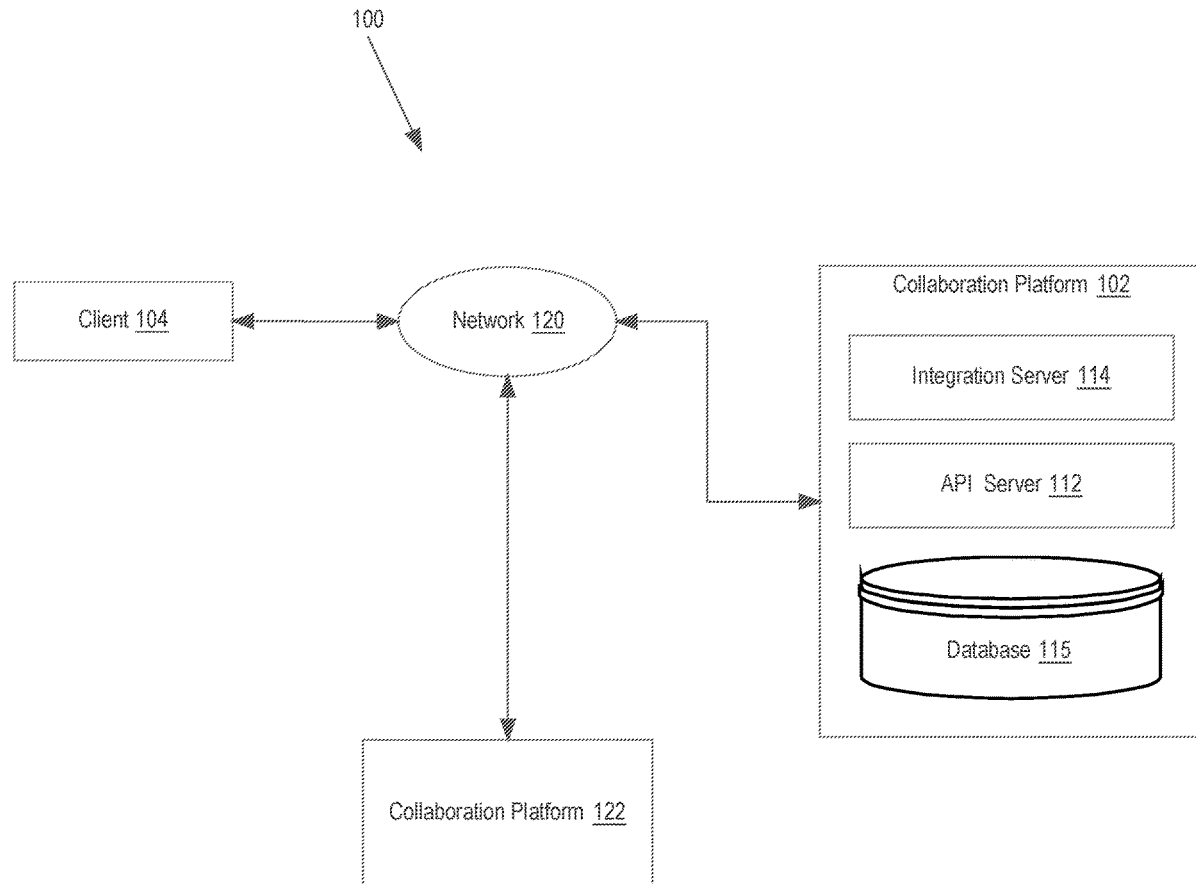 100
Client 104
Network 120
Collaboration Platform 102
Integration Server 114
API Server 112
Database 115
Collaboration Platform 122